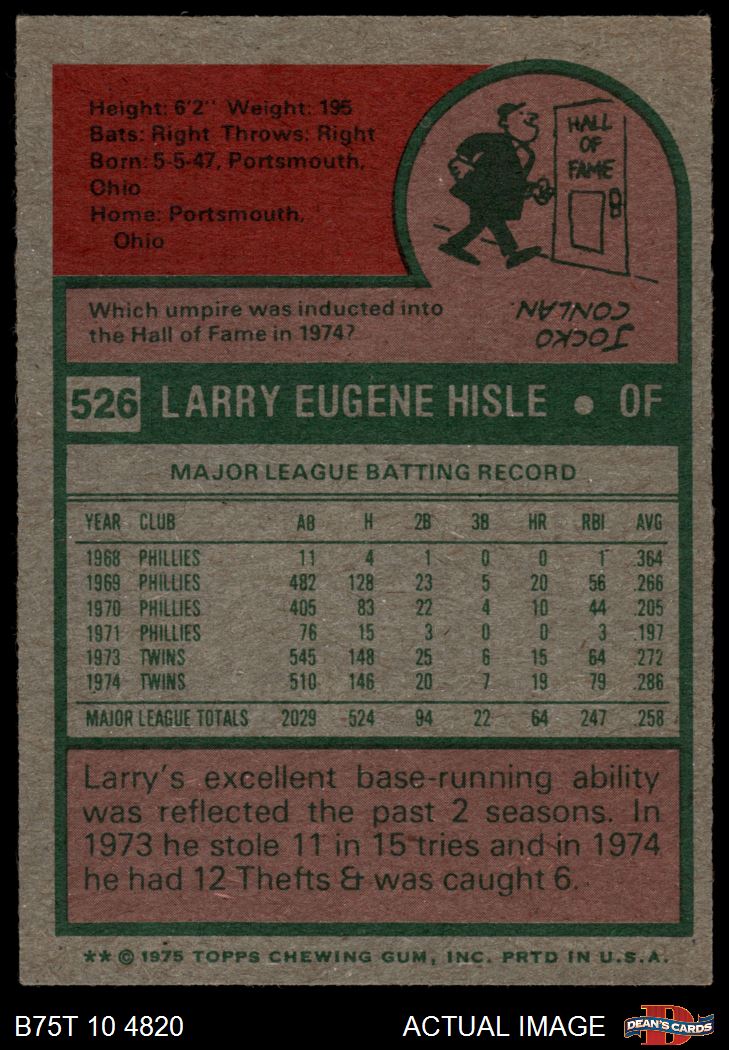 Height: 6'2" Weight: 195
Bats: Right Throws: Right
Born: 5-5-47, Portsmouth,
Ohio
Home: Portsmouth,
Ohio
HALL
OF
FAME
Which umpire was inducted into
the Hall of Fame in 1974?
JOCKO
CONLAN.
526 LARRY EUGENE HISLE • OF
MAJOR LEAGUE BATTING RECORD
YEAR CLUB AB H 2B 3B HR RBI AVG
1968 PHILLIES 11 4 1 0 0 1 .364
1969 PHILLIES 482 128 23 5 20 56 .266
1970 PHILLIES 405 83 22 4 10 44 .205
1971 PHILLIES 76 15 3 0 0 3 .197
1973 TWINS 545 148 25 6 15 64 .272
1974 TWINS 510 146 20 7 19 79 .286
MAJOR LEAGUE TOTALS 2029 524 94 22 64 247 .258
Larry's excellent base-running ability
was reflected the past 2 seasons. In
1973 he stole 11 in 15 tries and in 1974
he had 12 Thefts & was caught 6.
** © 1975 TOPPS CHEWING GUM, INC. PRTD IN U.S.A.
B75T 10 4820 ACTUAL IMAGE
DEAN'S CARDS